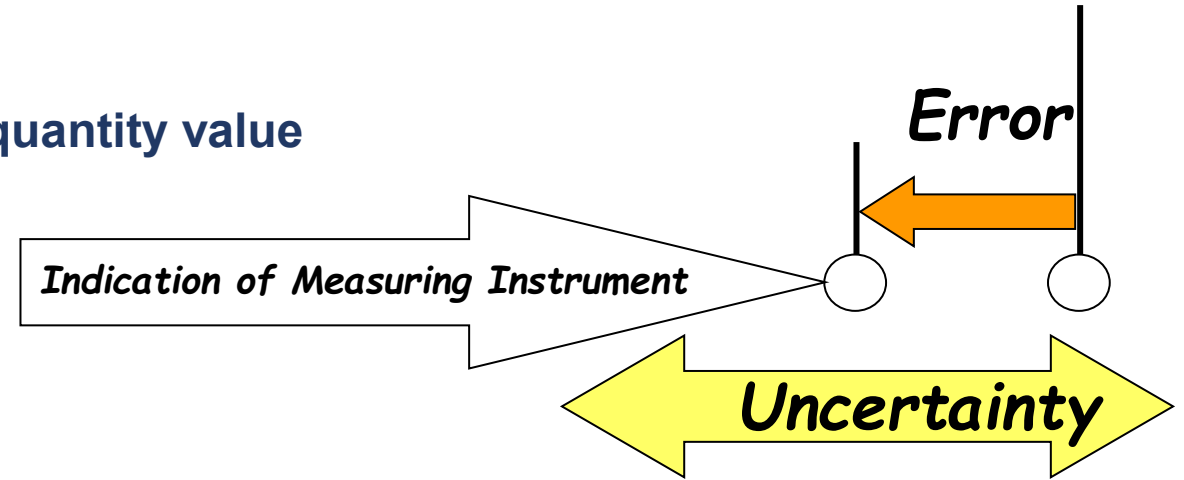 Error
quantity value
Indication of Measuring Instrument
Uncertainty